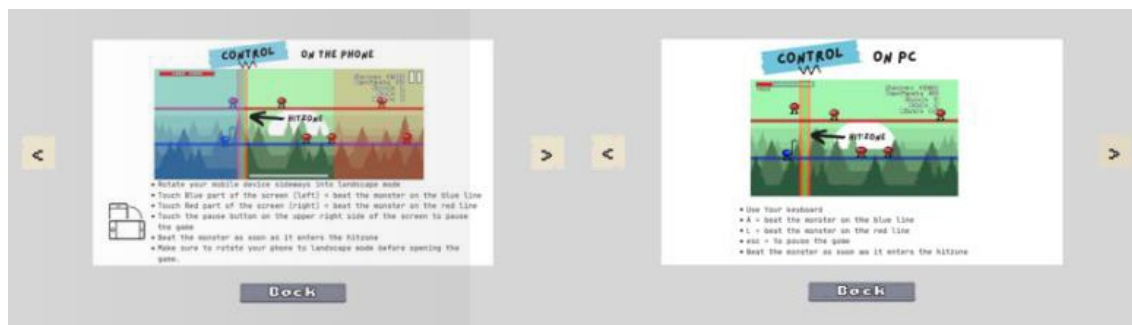 CONTROL ON THE PHONE
HITZONE
• Rotate your mobile device sideways into landscape mode
• Touch Blue part of the screen (left) = beat the monster on the blue line
• Touch Red part of the screen (right) = beat the monster on the red line
• Touch the pause button on the upper right side of the screen to pause
the game
• Beat the monster as soon as it enters the hitzone
• Make sure to rotate your phone to landscape mode before opening the
game.
<
>
Back
CONTROL ON PC
HITZONE
• Use Your keyboard
• A = beat the monster on the blue line
• L = beat the monster on the red line
• esc = to pause the game
• Beat the monster as soon as it enters the hitzone
<
>
Back